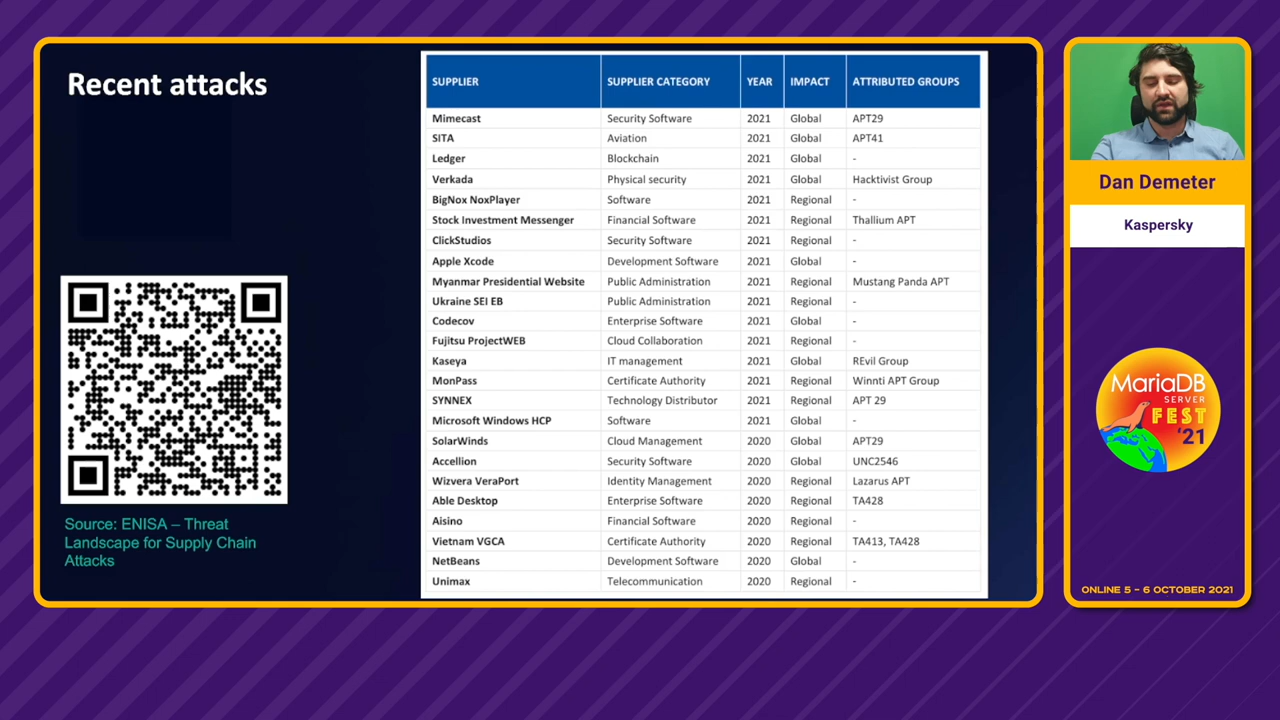 Recent attacks
SUPPLIER SUPPLIER CATEGORY YEAR IMPACT ATTRIBUTED GROUPS
Mimecast Security Software 2021 Global APT29
SITA Aviation 2021 Global APT41
Ledger Blockchain 2021 Global -
Verkada Physical security 2021 Global Hacktivist Group
BigNox NoxPlayer Software 2021 Regional -
Stock Investment Messenger Financial Software 2021 Regional Thallium APT
ClickStudios Security Software 2021 Regional -
Apple Xcode Development Software 2021 Global -
Myanmar Presidential Website Public Administration 2021 Regional Mustang Panda APT
Ukraine SEI EB Public Administration 2021 Regional -
Codecov Enterprise Software 2021 Global -
Fujitsu ProjectWEB Cloud Collaboration 2021 Regional -
Kaseya IT management 2021 Global REvil Group
MonPass Certificate Authority 2021 Regional Winnti APT Group
SYNNEX Technology Distributor 2021 Regional APT 29
Microsoft Windows HCP Software 2021 Global -
SolarWinds Cloud Management 2020 Global APT29
Accellion Security Software 2020 Global UNC2546
Wizvera VeraPort Identity Management 2020 Regional Lazarus APT
Able Desktop Enterprise Software 2020 Regional TA428
Aisino Financial Software 2020 Regional -
Vietnam VGCA Certificate Authority 2020 Regional TA413, TA428
NetBeans Development Software 2020 Global -
Unimax Telecommunication 2020 Regional -
Source: ENISA – Threat
Landscape for Supply Chain
Attacks
Dan Demeter
Kaspersky
MariaDB
SERVER
FEST
'21
ONLINE 5 – 6 OCTOBER 2021